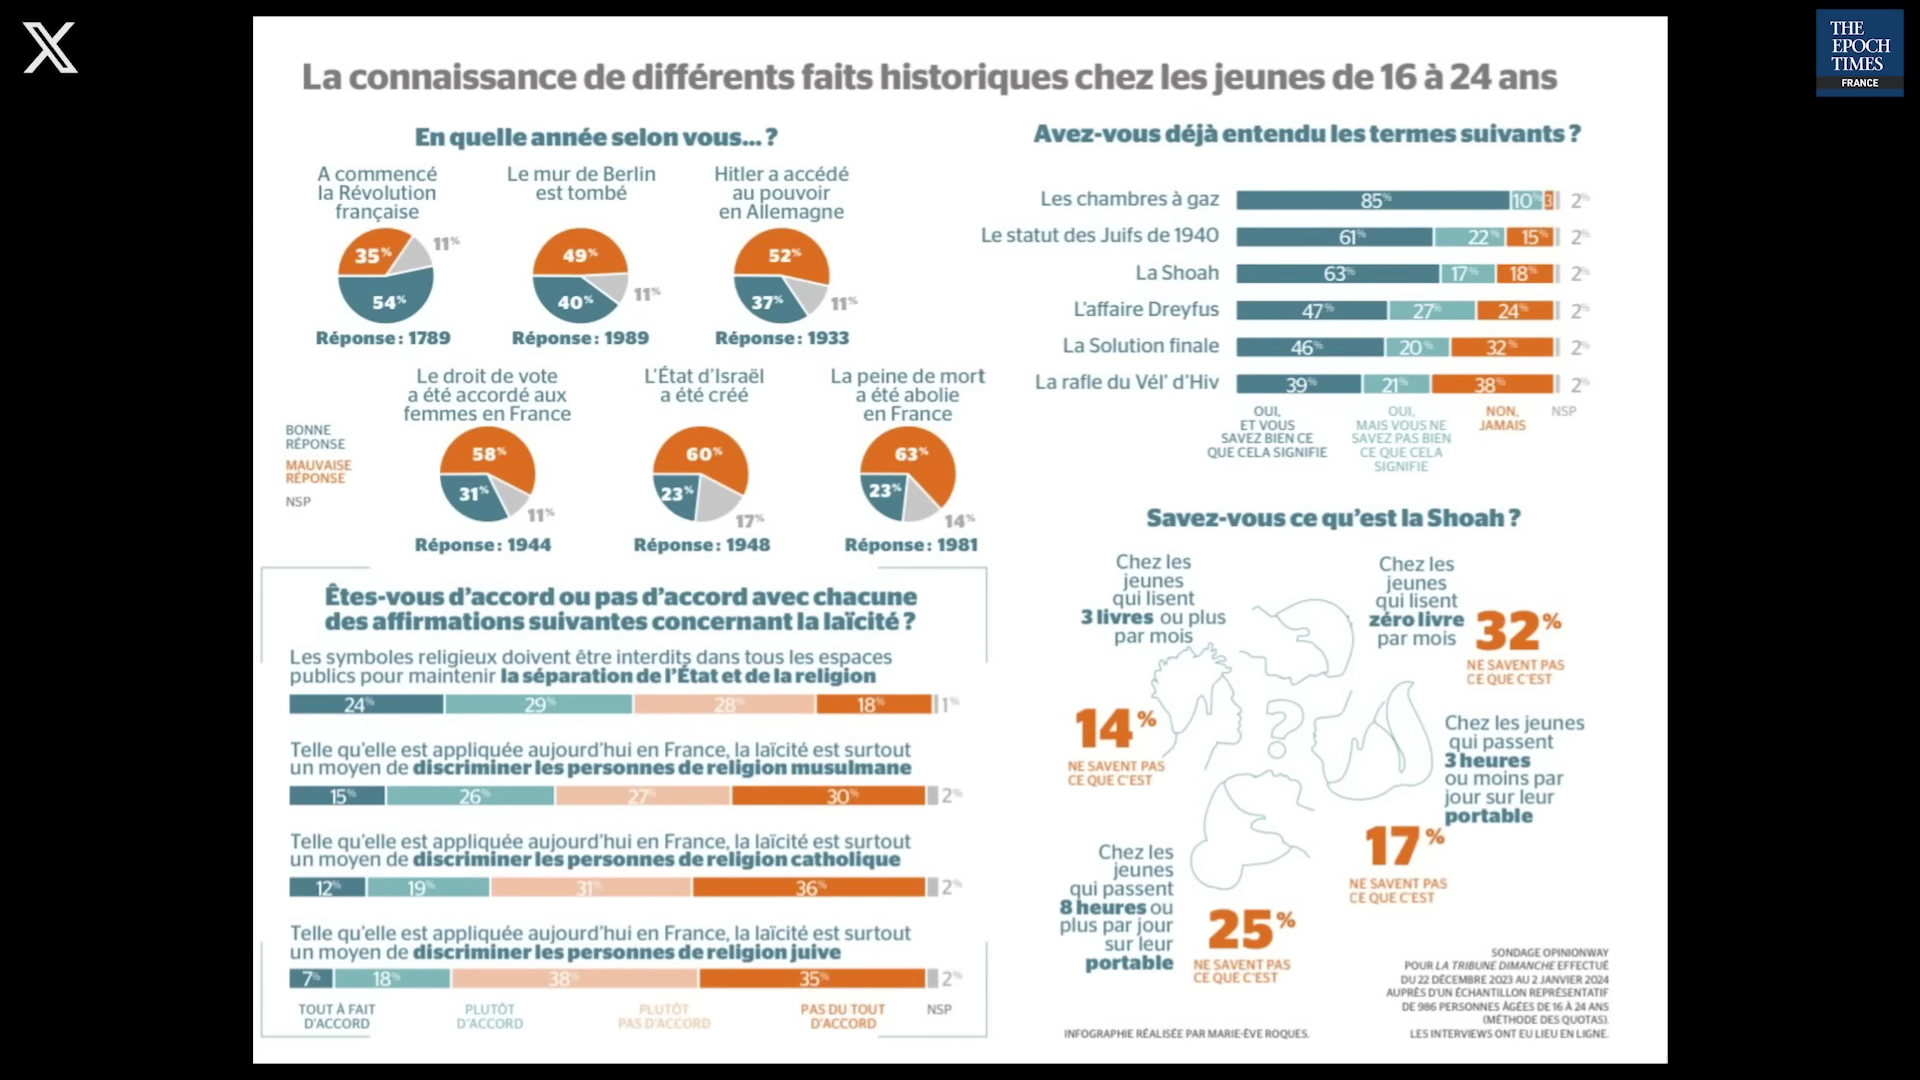 X
THE
EPOCH
TIMES
FRANCE
La connaissance de différents faits historiques chez les jeunes de 16 à 24 ans
En quelle année selon vous... ?
A commencé
la Révolution
française
35%
11%
54%
Réponse : 1789
Le mur de Berlin
est tombé
49%
11%
40%
Réponse : 1989
Hitler a accédé
au pouvoir
en Allemagne
52%
37%
11%
Réponse : 1933
BONNE
RÉPONSE
MAUVAISE
RÉPONSE
NSP
Le droit de vote
a été accordé aux
femmes en France
58%
31%
11%
Réponse : 1944
L'État d'Israël
a été créé
60%
23%
17%
Réponse : 1948
La peine de mort
a été abolie
en France
63%
23%
14%
Réponse : 1981
Êtes-vous d'accord ou pas d'accord avec chacune
des affirmations suivantes concernant la laïcité ?
Les symboles religieux doivent être interdits dans tous les espaces
publics pour maintenir la séparation de l'État et de la religion
24% 29% 28% 18% 1%
Telle qu'elle est appliquée aujourd'hui en France, la laïcité est surtout
un moyen de discriminer les personnes de religion musulmane
15% 26% 27% 30% 2%
Telle qu'elle est appliquée aujourd'hui en France, la laïcité est surtout
un moyen de discriminer les personnes de religion catholique
12% 19% 31% 36% 2%
Telle qu'elle est appliquée aujourd'hui en France, la laïcité est surtout
un moyen de discriminer les personnes de religion juive
7% 18% 38% 35% 2%
TOUT À FAIT
D'ACCORD
PLUTÔT
D'ACCORD
PLUTÔT
PAS D'ACCORD
PAS DU TOUT
D'ACCORD
NSP
Avez-vous déjà entendu les termes suivants ?
Les chambres à gaz 85% 10% 3 2%
Le statut des Juifs de 1940 61% 22% 15% 2%
La Shoah 63% 17% 18% 2%
L'affaire Dreyfus 47% 27% 24% 2%
La Solution finale 46% 20% 32% 2%
La rafle du Vél' d'Hiv 39% 21% 38% 2%
OUI,
ET VOUS
SAVEZ BIEN CE
QUE CELA SIGNIFIE
OUI,
MAIS VOUS NE
SAVEZ PAS BIEN
CE QUE CELA
SIGNIFIE
NON,
JAMAIS
NSP
Savez-vous ce qu'est la Shoah ?
Chez les
jeunes
qui lisent
3 livres ou plus
par mois
14%
NE SAVENT PAS
CE QUE C'EST
Chez les
jeunes
qui lisent
zéro livre
par mois
32%
NE SAVENT PAS
CE QUE C'EST
?
Chez les jeunes
qui passent
3 heures
ou moins par
jour sur leur
portable
17%
NE SAVENT PAS
CE QUE C'EST
Chez les
jeunes
qui passent
8 heures ou
plus par jour
sur leur
portable
25%
NE SAVENT PAS
CE QUE C'EST
SONDAGE OPINIONWAY
POUR LA TRIBUNE DIMANCHE EFFECTUÉ
DU 22 DÉCEMBRE 2023 AU 2 JANVIER 2024
AUPRÈS D'UN ÉCHANTILLON REPRÉSENTATIF
DE 986 PERSONNES ÂGÉES DE 16 À 24 ANS
(MÉTHODE DES QUOTAS).
LES INTERVIEWS ONT EU LIEU EN LIGNE.
INFOGRAPHIE RÉALISÉE PAR MARIE-ÈVE ROQUES.